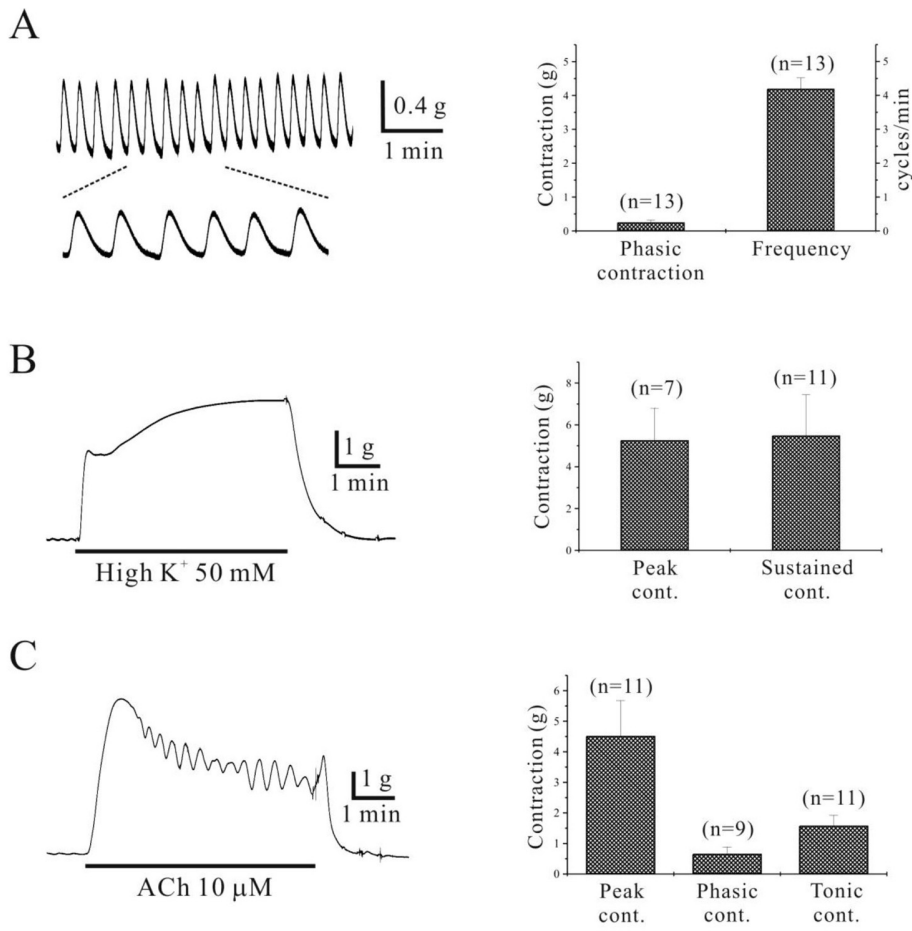 A
0.4 g
1 min
Contraction (g)
5
4
3
2
1
0
(n=13)
(n=13)
5
4
3
2
1
0
cycles/min
Phasic
contraction
Frequency
B
1 g
1 min
High K⁺ 50 mM
Contraction (g)
8
6
4
2
0
(n=7)
(n=11)
Peak
cont.
Sustained
cont.
C
1 g
1 min
ACh 10 μM
Contraction (g)
6
5
4
3
2
1
0
(n=11)
(n=9)
(n=11)
Peak
cont.
Phasic
cont.
Tonic
cont.